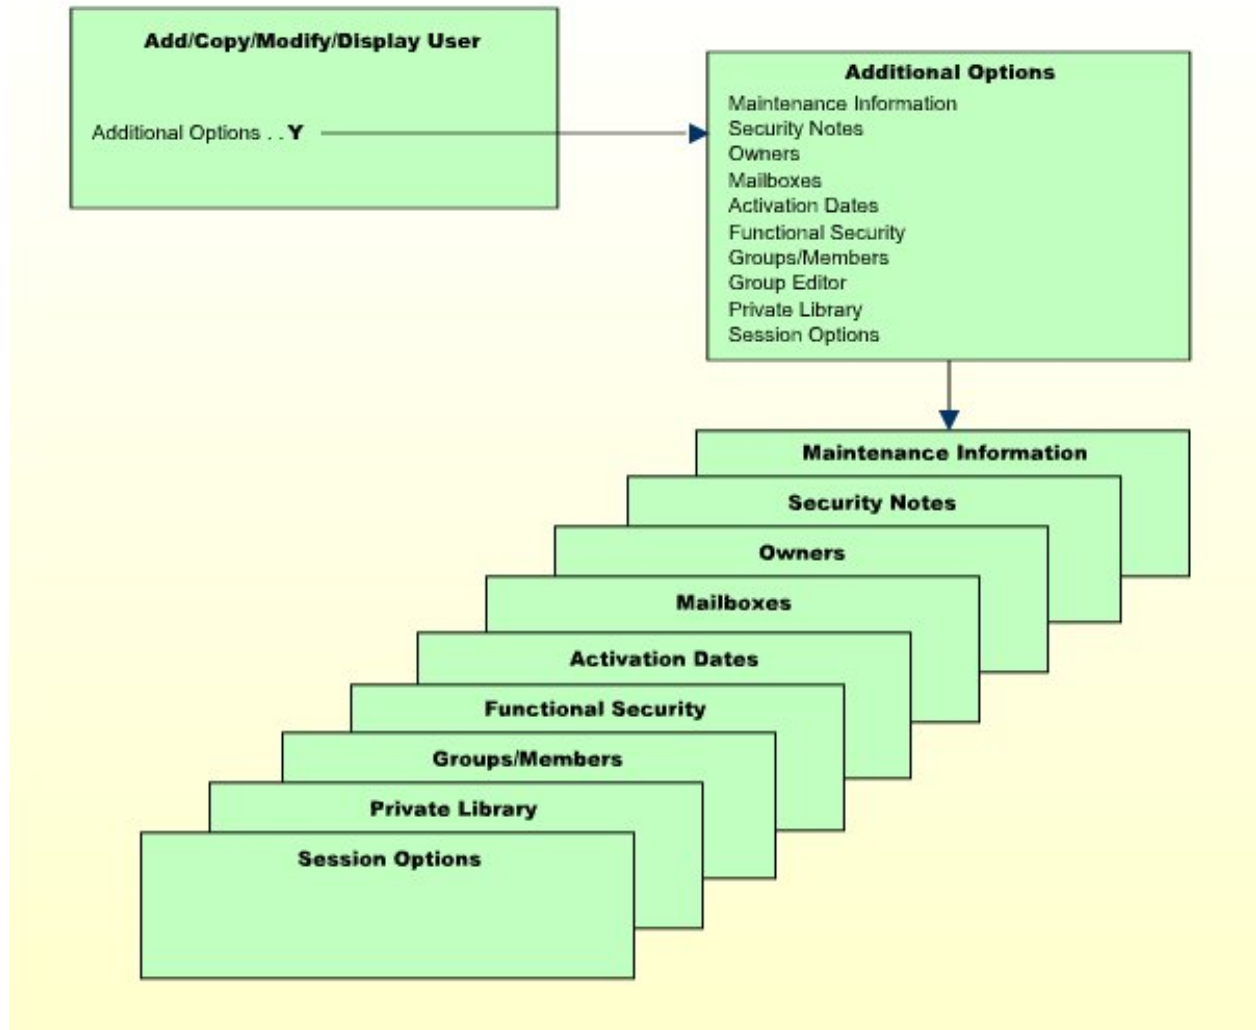 Add/Copy/Modify/Display User
Additional Options . . Y
Additional Options
Maintenance Information
Security Notes
Owners
Mailboxes
Activation Dates
Functional Security
Groups/Members
Group Editor
Private Library
Session Options
Maintenance Information
Security Notes
Owners
Mailboxes
Activation Dates
Functional Security
Groups/Members
Private Library
Session Options